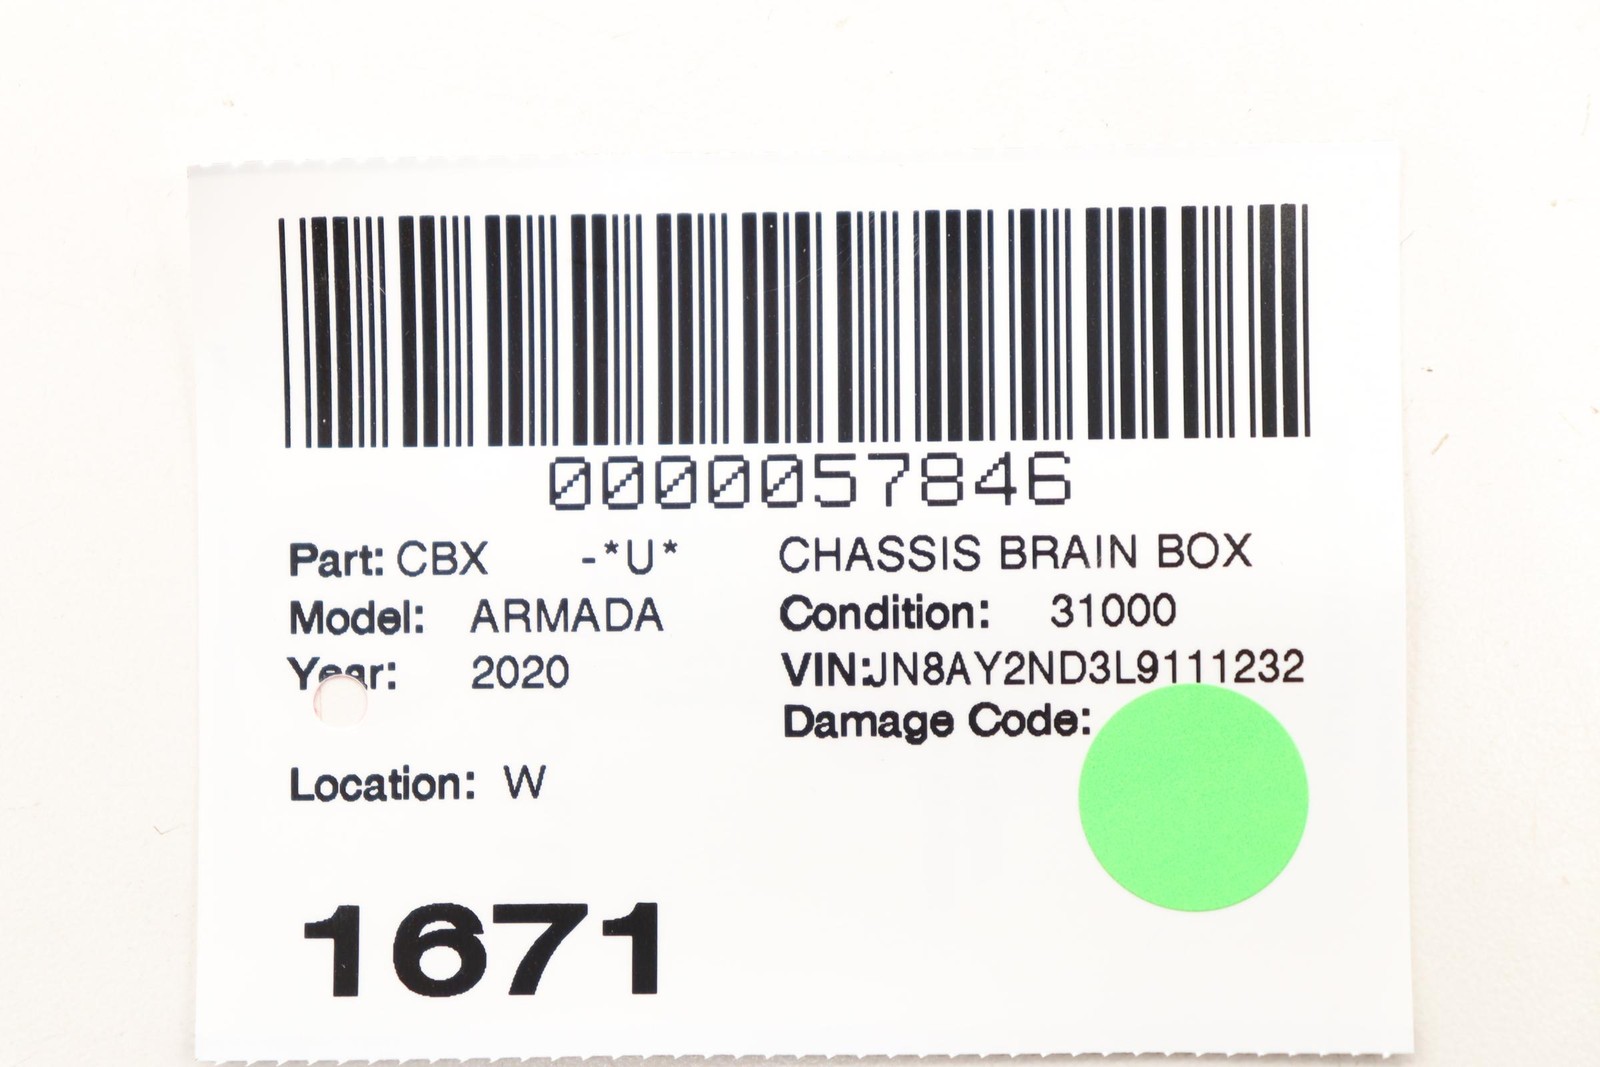 0000057846
Part: CBX -*U* CHASSIS BRAIN BOX
Model: ARMADA Condition: 31000
Year: 2020 VIN:JN8AY2ND3L9111232
Damage Code:
Location: W
1671